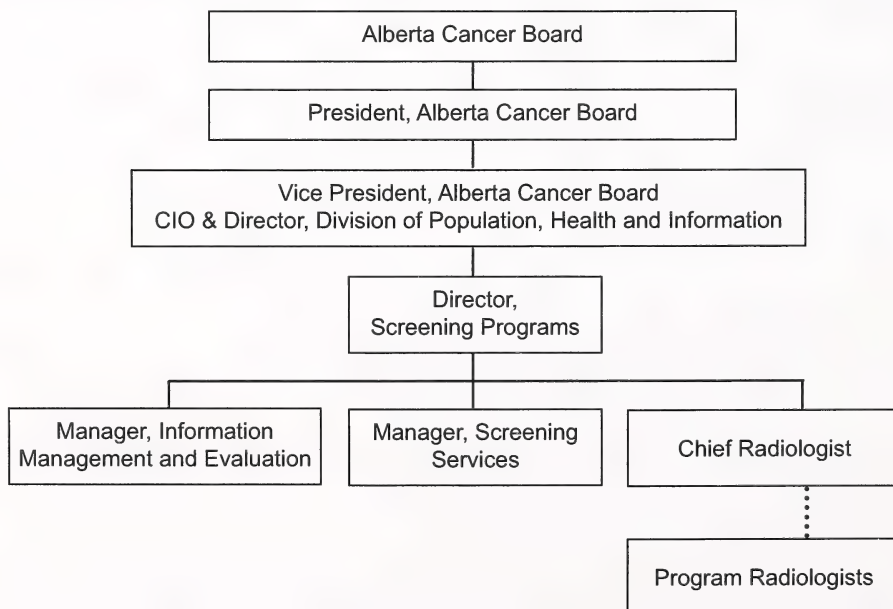 Alberta Cancer Board
President, Alberta Cancer Board
Vice President, Alberta Cancer Board
CIO & Director, Division of Population, Health and Information
Director,
Screening Programs
Manager, Information
Management and Evaluation
Manager, Screening
Services
Chief Radiologist
Program Radiologists